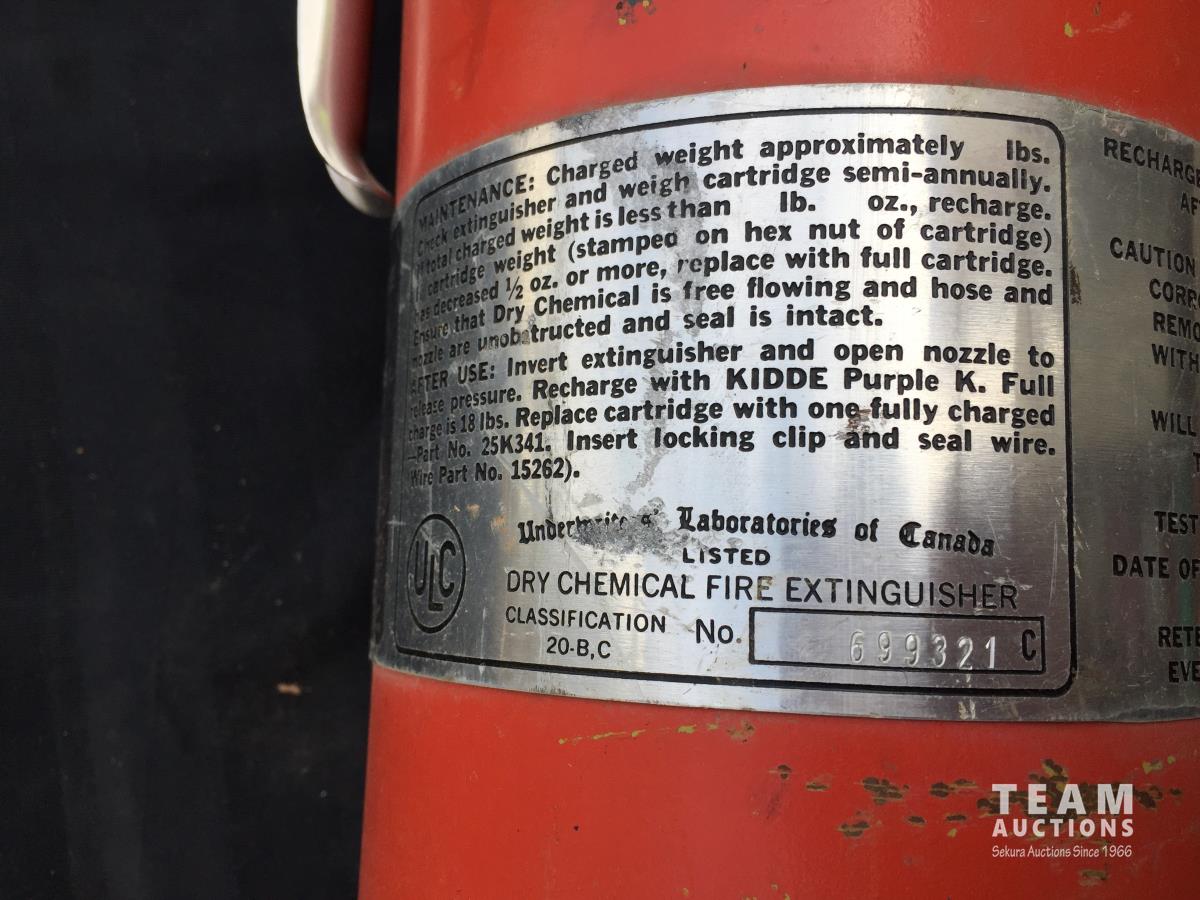 MAINTENANCE: Charged weight approximately lbs.
Check extinguisher and weigh cartridge semi-annually.
If total charged weight is less than lb. oz., recharge.
If cartridge weight (stamped on hex nut of cartridge)
has decreased 1/2 oz. or more, replace with full cartridge.
Ensure that Dry Chemical is free flowing and hose and
nozzle are unobstructed and seal is intact.
AFTER USE: Invert extinguisher and open nozzle to
release pressure. Recharge with KIDDE Purple K. Full
charge is 18 lbs. Replace cartridge with one fully charged
—Part No. 25K341. Insert locking clip and seal wire.
Wire Part No. 15262).
Underwriters' Laboratories of Canada
ULC
LISTED
DRY CHEMICAL FIRE EXTINGUISHER
CLASSIFICATION No. 699321 C
20-B,C
RECHARGE
CAUTION
WITH
WILL
TEST
DATE OF
TEAM
AUCTIONS
Sekura Auctions Since 1966